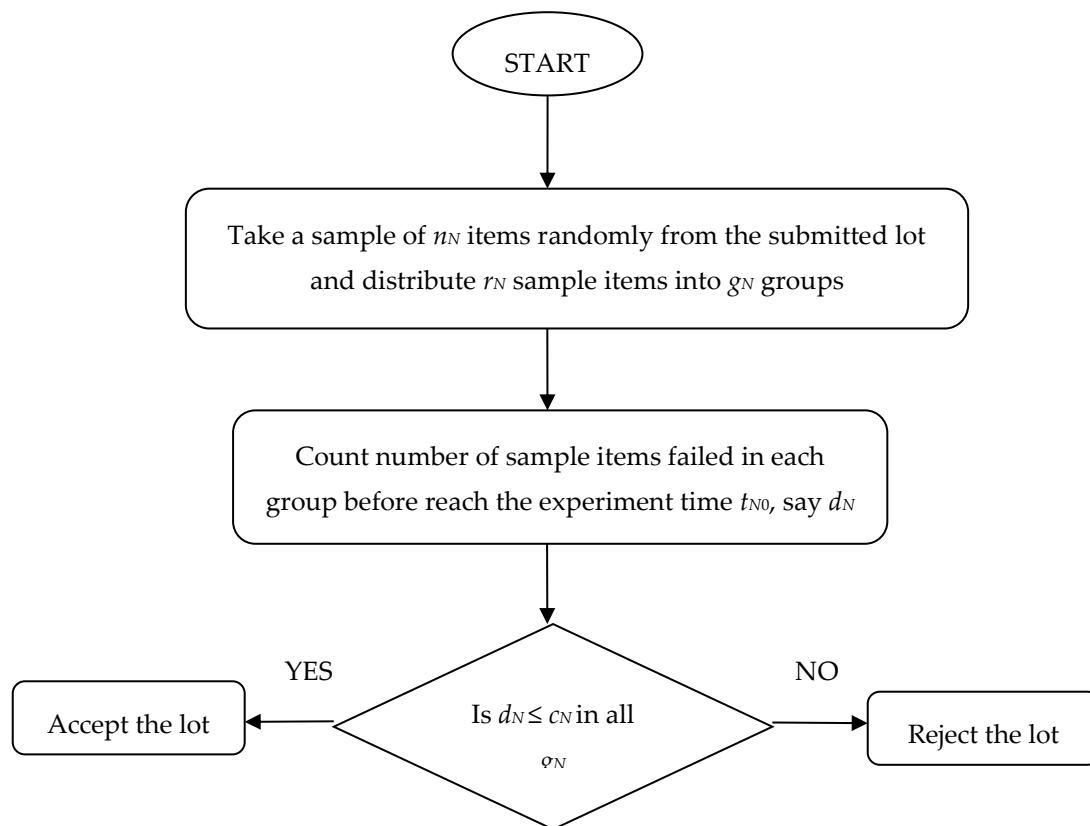 START
Take a sample of nN items randomly from the submitted lot
and distribute rN sample items into gN groups
Count number of sample items failed in each
group before reach the experiment time tN0, say dN
YES
NO
Is dN ≤ cN in all
gN
Accept the lot
Reject the lot